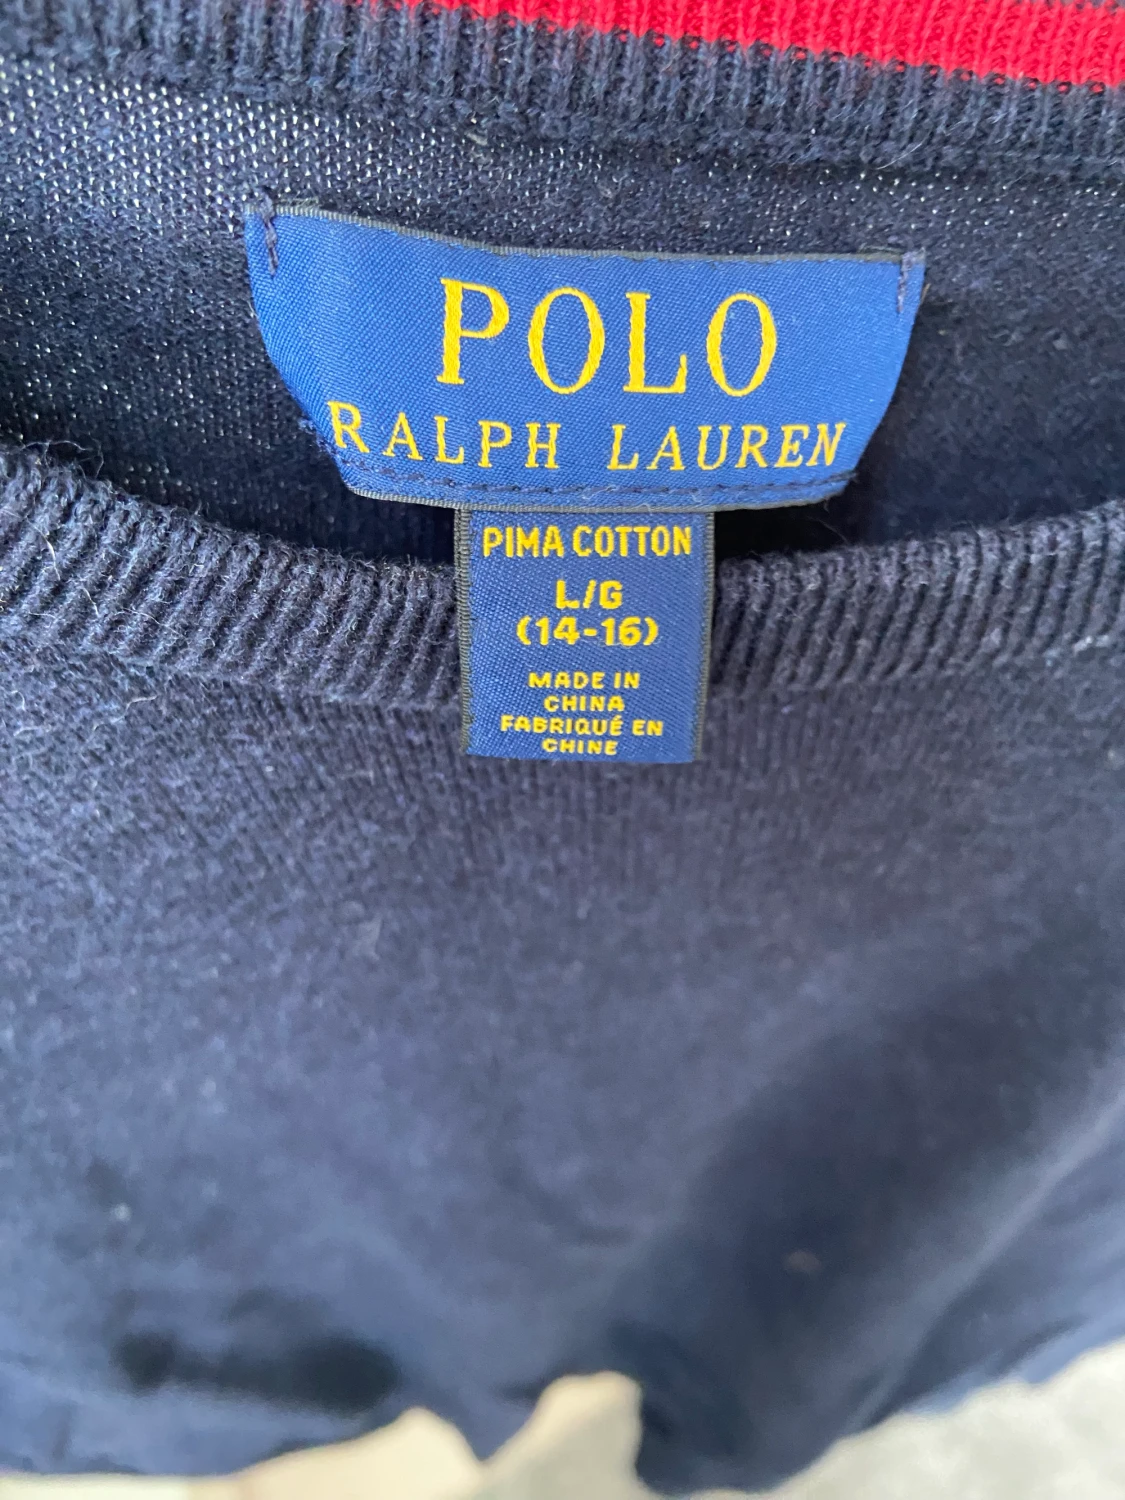 POLO
RALPH LAUREN
PIMA COTTON
L/G
(14-16)
MADE IN
CHINA
FABRIQUÉ EN
CHINE